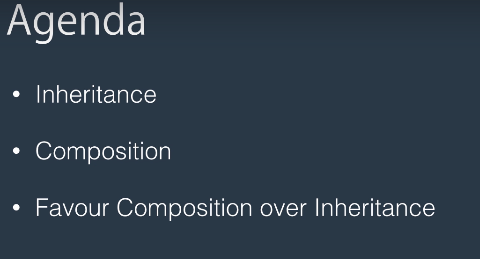 Agenda
• Inheritance
• Composition
• Favour Composition over Inheritance